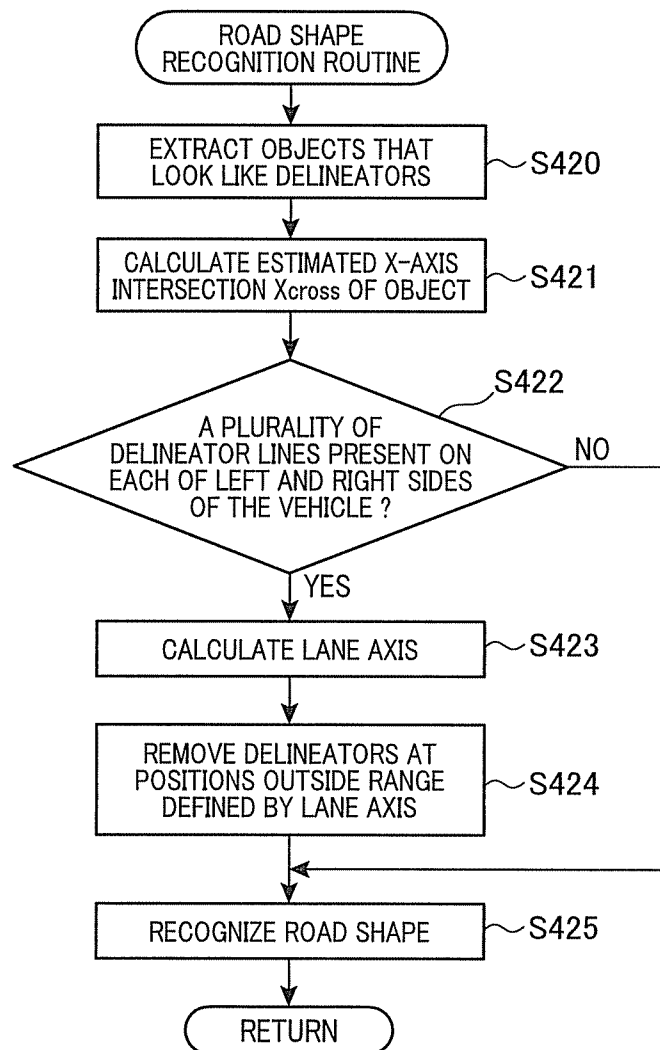 ROAD SHAPE
RECOGNITION ROUTINE
EXTRACT OBJECTS THAT
LOOK LIKE DELINEATORS
S420
CALCULATE ESTIMATED X-AXIS
INTERSECTION Xcross OF OBJECT
S421
S422
A PLURALITY OF
DELINEATOR LINES PRESENT ON
EACH OF LEFT AND RIGHT SIDES
OF THE VEHICLE ?
NO
YES
CALCULATE LANE AXIS
S423
REMOVE DELINEATORS AT
POSITIONS OUTSIDE RANGE
DEFINED BY LANE AXIS
S424
RECOGNIZE ROAD SHAPE
S425
RETURN